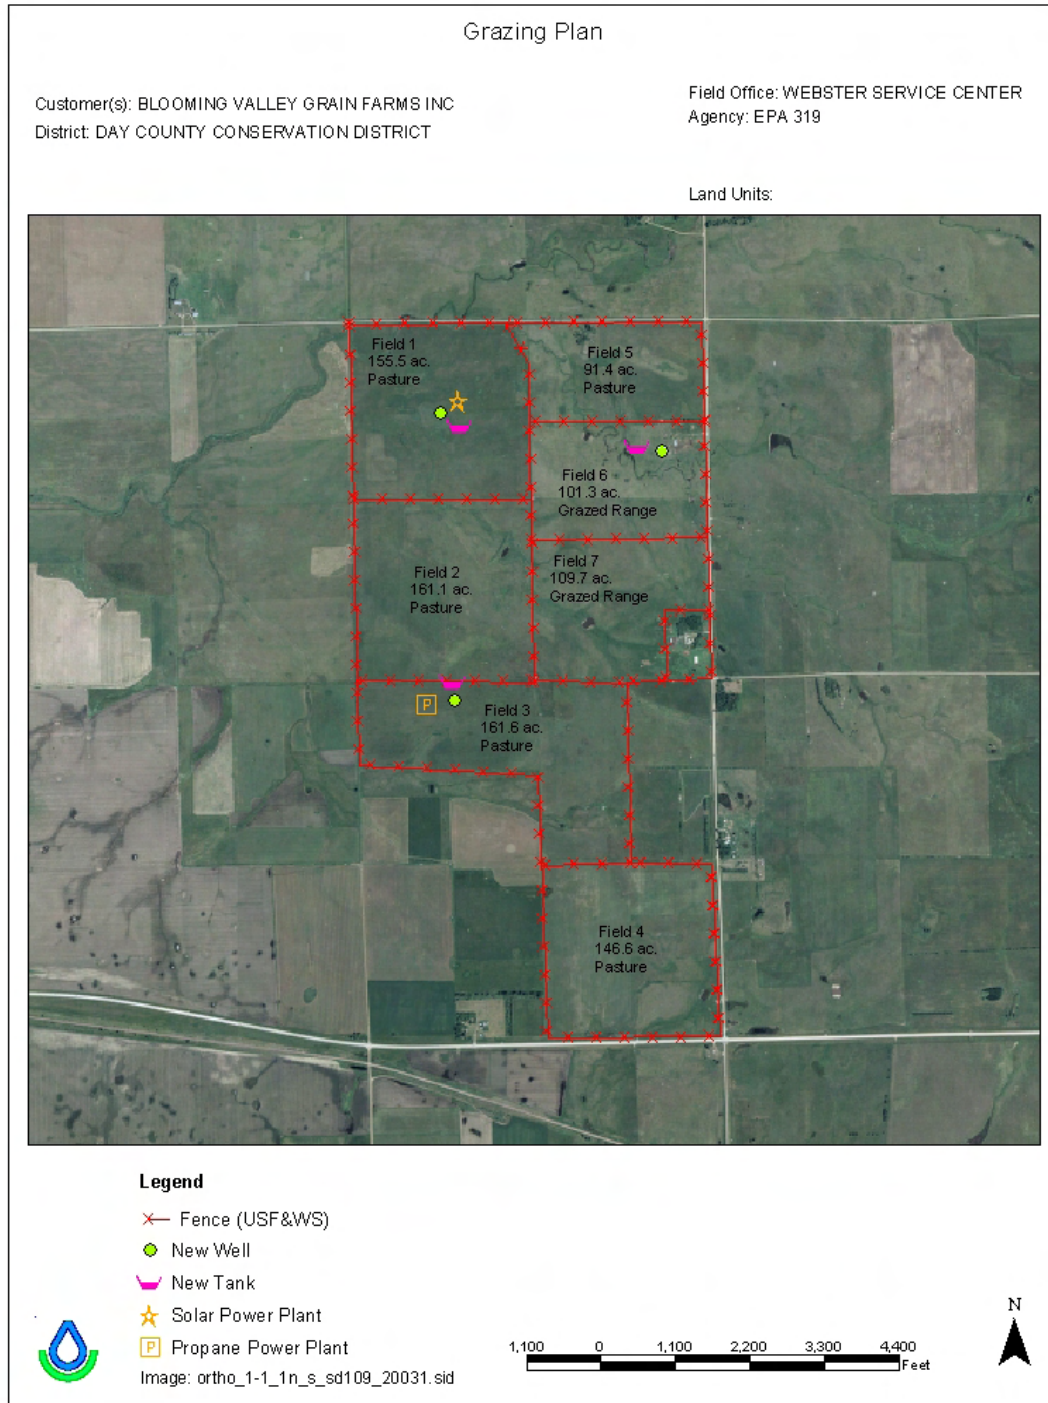 Grazing Plan
Customer(s): BLOOMING VALLEY GRAIN FARMS INC
District: DAY COUNTY CONSERVATION DISTRICT
Field Office: WEBSTER SERVICE CENTER
Agency: EPA 319
Land Units:
Field 1
155.5 ac.
Pasture
Field 5
91.4 ac.
Pasture
Field 6
101.3 ac.
Grazed Range
Field 2
161.1 ac.
Pasture
Field 7
109.7 ac.
Grazed Range
P
Field 3
161.6 ac.
Pasture
Field 4
146.6 ac.
Pasture
Legend
Fence (USF&WS)
New Well
New Tank
Solar Power Plant
P Propane Power Plant
Image: ortho_1-1_1n_s_sd109_20031.sid
1,100 0 1,100 2,200 3,300 4,400
Feet
N